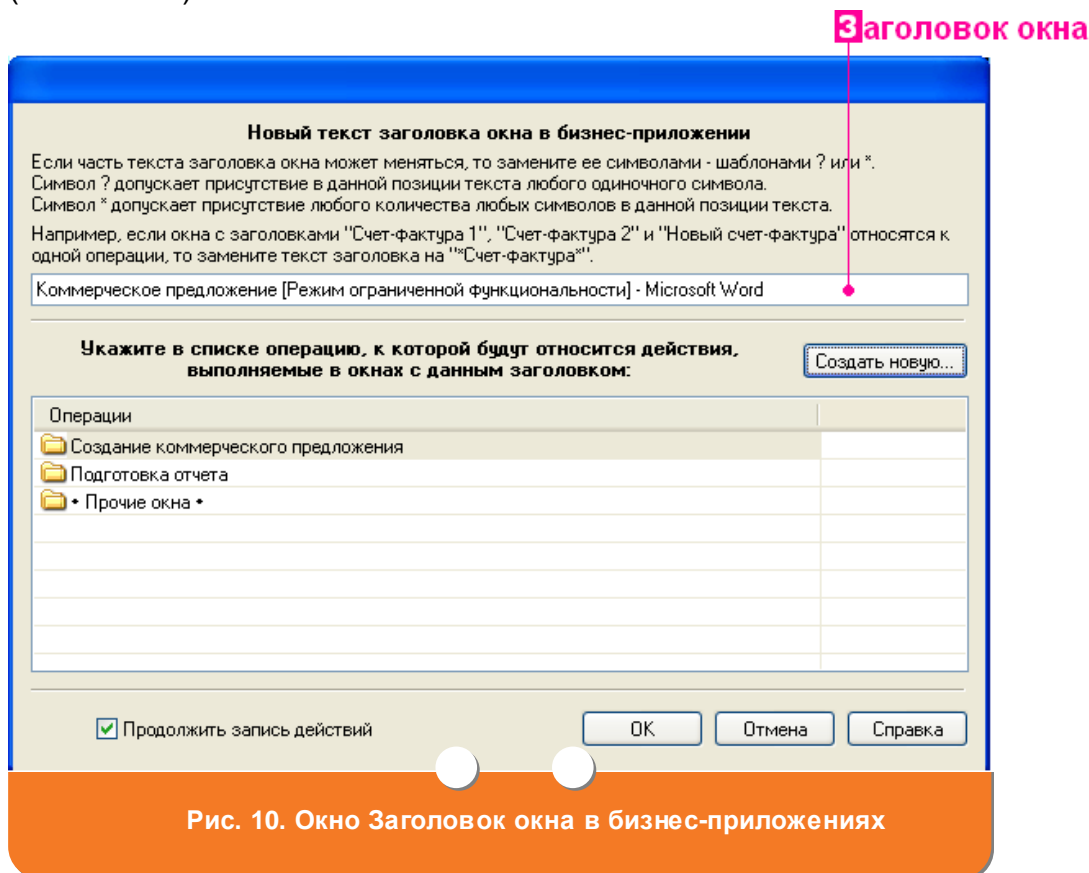 Заголовок окна
Новый текст заголовка окна в бизнес-приложении
Если часть текста заголовка окна может меняться, то замените ее символами - шаблонами ? или *.
Символ ? допускает присутствие в данной позиции текста любого одиночного символа.
Символ * допускает присутствие любого количества любых символов в данной позиции текста.
Например, если окна с заголовками "Счет-фактура 1", "Счет-фактура 2" и "Новый счет-фактура" относятся к
одной операции, то замените текст заголовка на "*Счет-фактура*".
Коммерческое предложение [Режим ограниченной функциональности] - Microsoft Word
Укажите в списке операцию, к которой будут относится действия,
выполняемые в окнах с данным заголовком:
Создать новую...
Операции
Создание коммерческого предложения
Подготовка отчета
• Прочие окна •
Продолжить запись действий
OK
Отмена
Справка
Рис. 10. Окно Заголовок окна в бизнес-приложениях